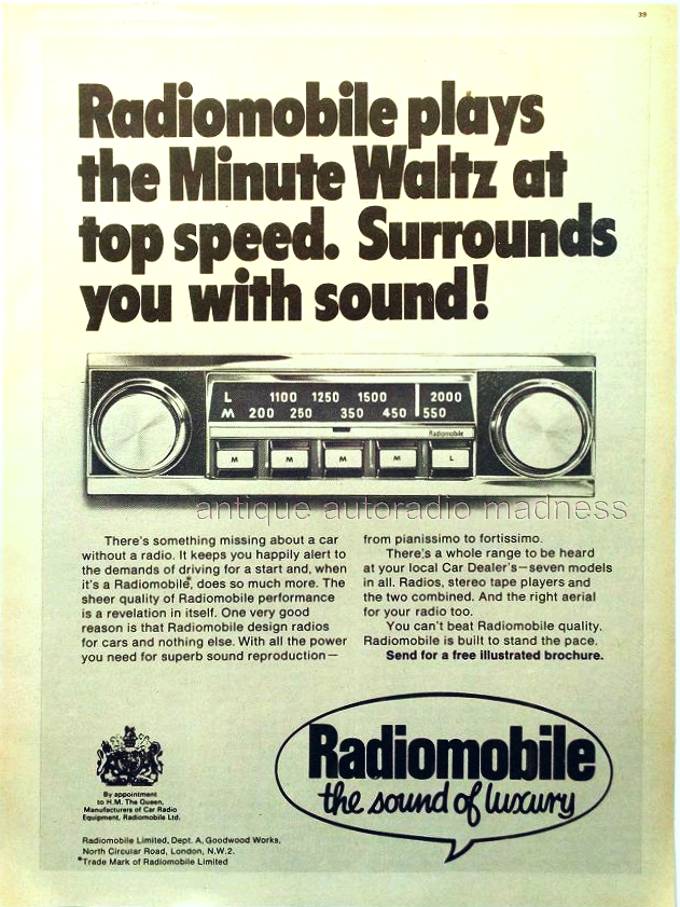 39
Radiomobile plays
the Minute Waltz at
top speed. Surrounds
you with sound!
L 1100 1250 1500 2000
M 200 250 350 450 550
Radiomobile
M M M M L
antique autoradio madness
There's something missing about a car
without a radio. It keeps you happily alert to
the demands of driving for a start and, when
it's a Radiomobile*, does so much more. The
sheer quality of Radiomobile performance
is a revelation in itself. One very good
reason is that Radiomobile design radios
for cars and nothing else. With all the power
you need for superb sound reproduction—
from pianissimo to fortissimo.
There's a whole range to be heard
at your local Car Dealer's—seven models
in all. Radios, stereo tape players and
the two combined. And the right aerial
for your radio too.
You can't beat Radiomobile quality.
Radiomobile is built to stand the pace.
Send for a free illustrated brochure.
By appointment
to H.M. The Queen,
Manufacturers of Car Radio
Equipment, Radiomobile Ltd.
Radiomobile
the sound of luxury
Radiomobile Limited, Dept. A, Goodwood Works,
North Circular Road, London, N.W.2.
*Trade Mark of Radiomobile Limited